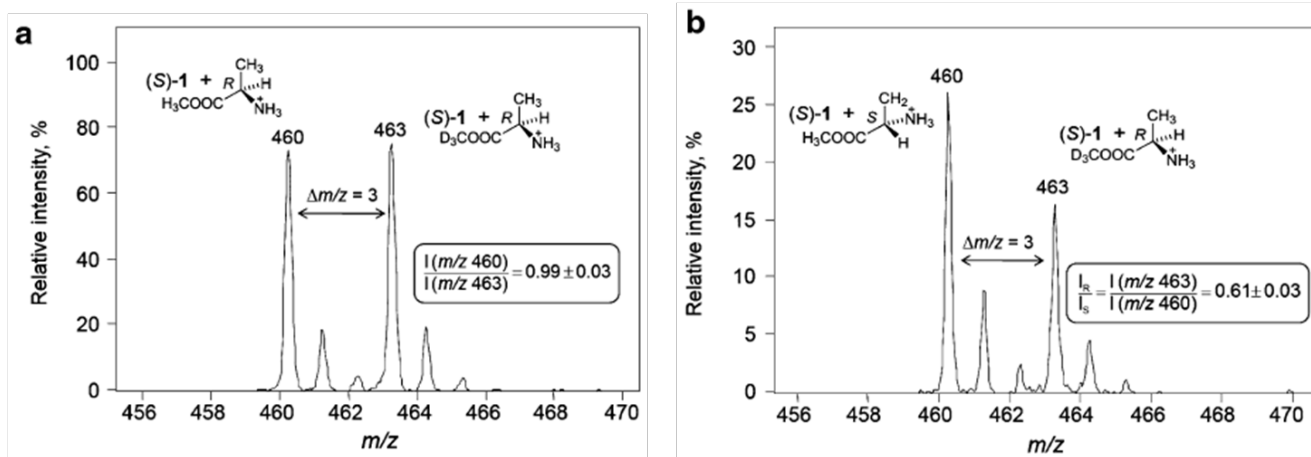 a
Relative intensity, %
100
80
60
40
20
0
456 458 460 462 464 466 468 470
m/z
(S)-1 +
CH₃
R
H
H₃COOC
NH₃
+
(S)-1 +
CH₃
R
H
D₃COOC
NH₃
+
460
463
Δm/z = 3
I (m/z 460)
I (m/z 463)
= 0.99 ± 0.03
b
Relative intensity, %
30
25
20
15
10
5
0
456 458 460 462 464 466 468 470
m/z
(S)-1 +
CH₂
S
NH₃
+
H₃COOC
H
(S)-1 +
CH₃
R
H
D₃COOC
NH₃
+
460
463
Δm/z = 3
I_R
I_S
=
I (m/z 463)
I (m/z 460)
= 0.61 ± 0.03